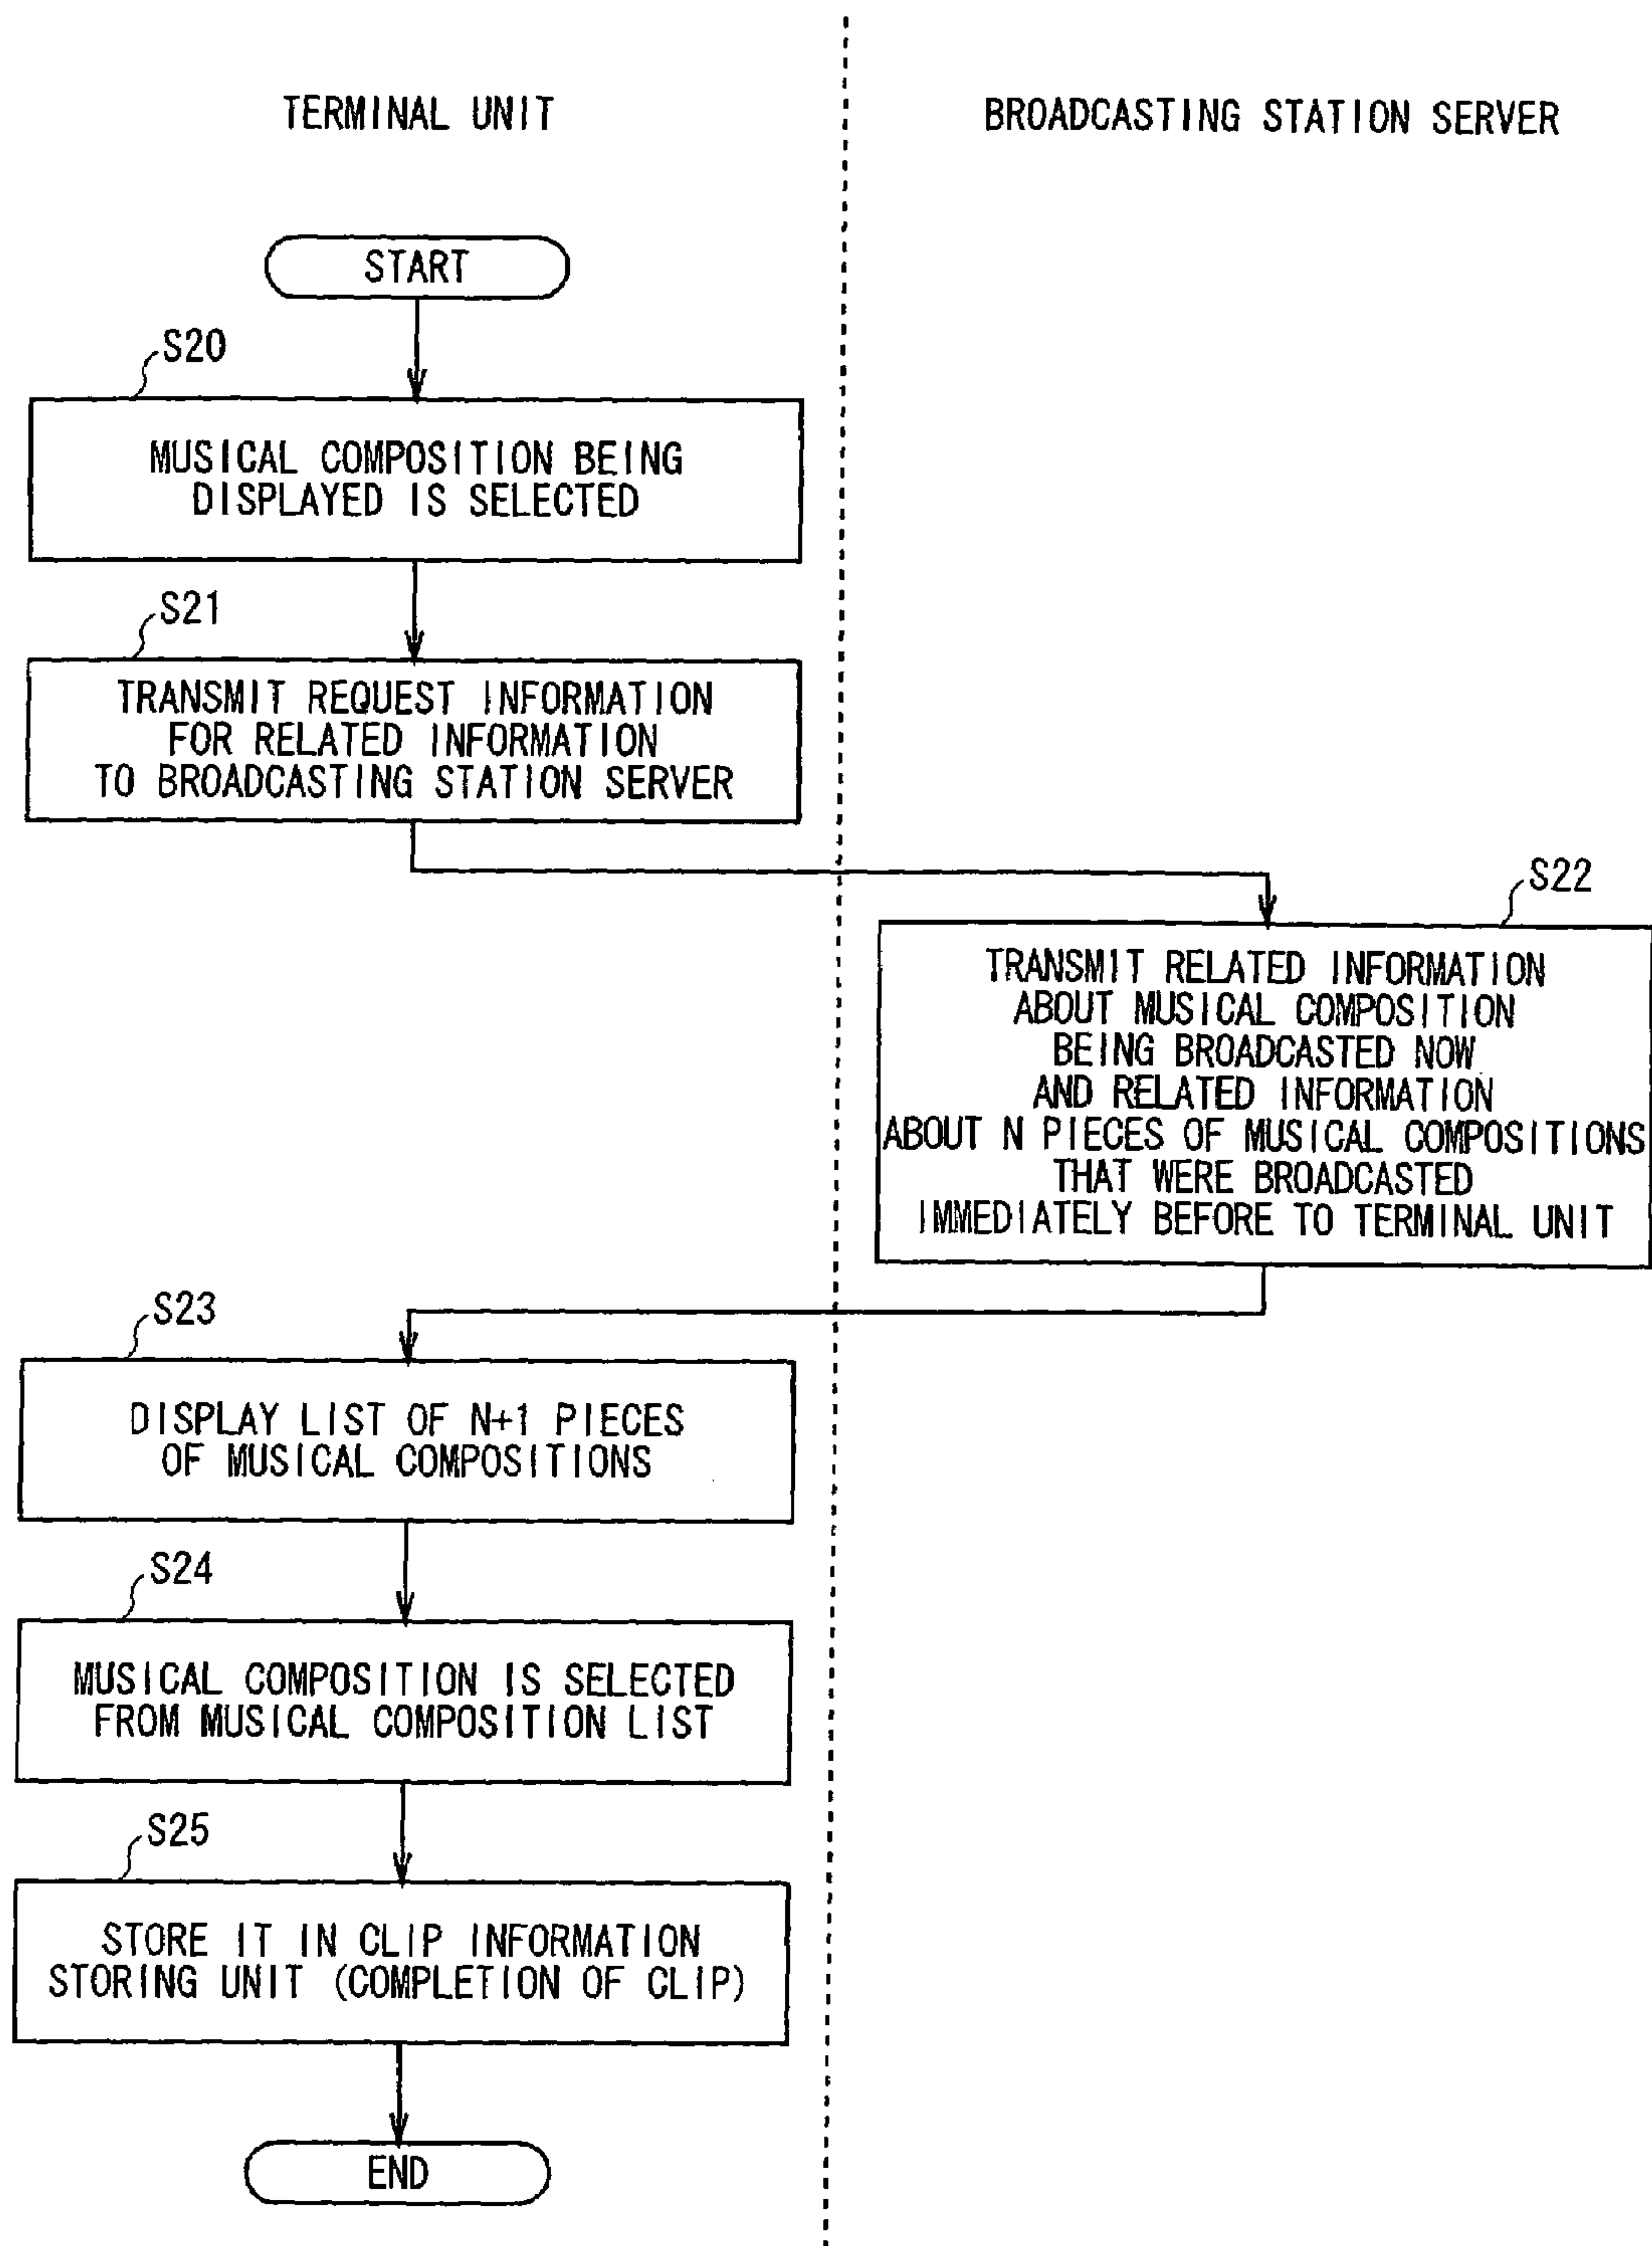 TERMINAL UNIT
BROADCASTING STATION SERVER
START
S20
MUSICAL COMPOSITION BEING
DISPLAYED IS SELECTED
S21
TRANSMIT REQUEST INFORMATION
FOR RELATED INFORMATION
TO BROADCASTING STATION SERVER
S22
TRANSMIT RELATED INFORMATION
ABOUT MUSICAL COMPOSITION
BEING BROADCASTED NOW
AND RELATED INFORMATION
ABOUT N PIECES OF MUSICAL COMPOSITIONS
THAT WERE BROADCASTED
IMMEDIATELY BEFORE TO TERMINAL UNIT
S23
DISPLAY LIST OF N+1 PIECES
OF MUSICAL COMPOSITIONS
S24
MUSICAL COMPOSITION IS SELECTED
FROM MUSICAL COMPOSITION LIST
S25
STORE IT IN CLIP INFORMATION
STORING UNIT (COMPLETION OF CLIP)
END